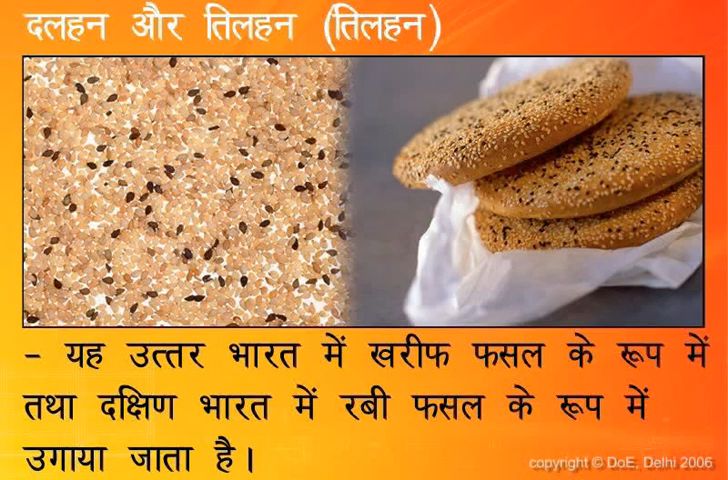 दलहन और तिलहन (तिलहन)
– यह उत्तर भारत में खरीफ फसल के रूप में
तथा दक्षिण भारत में रबी फसल के रूप में
उगाया जाता है।
copyright © DoE, Delhi 2006